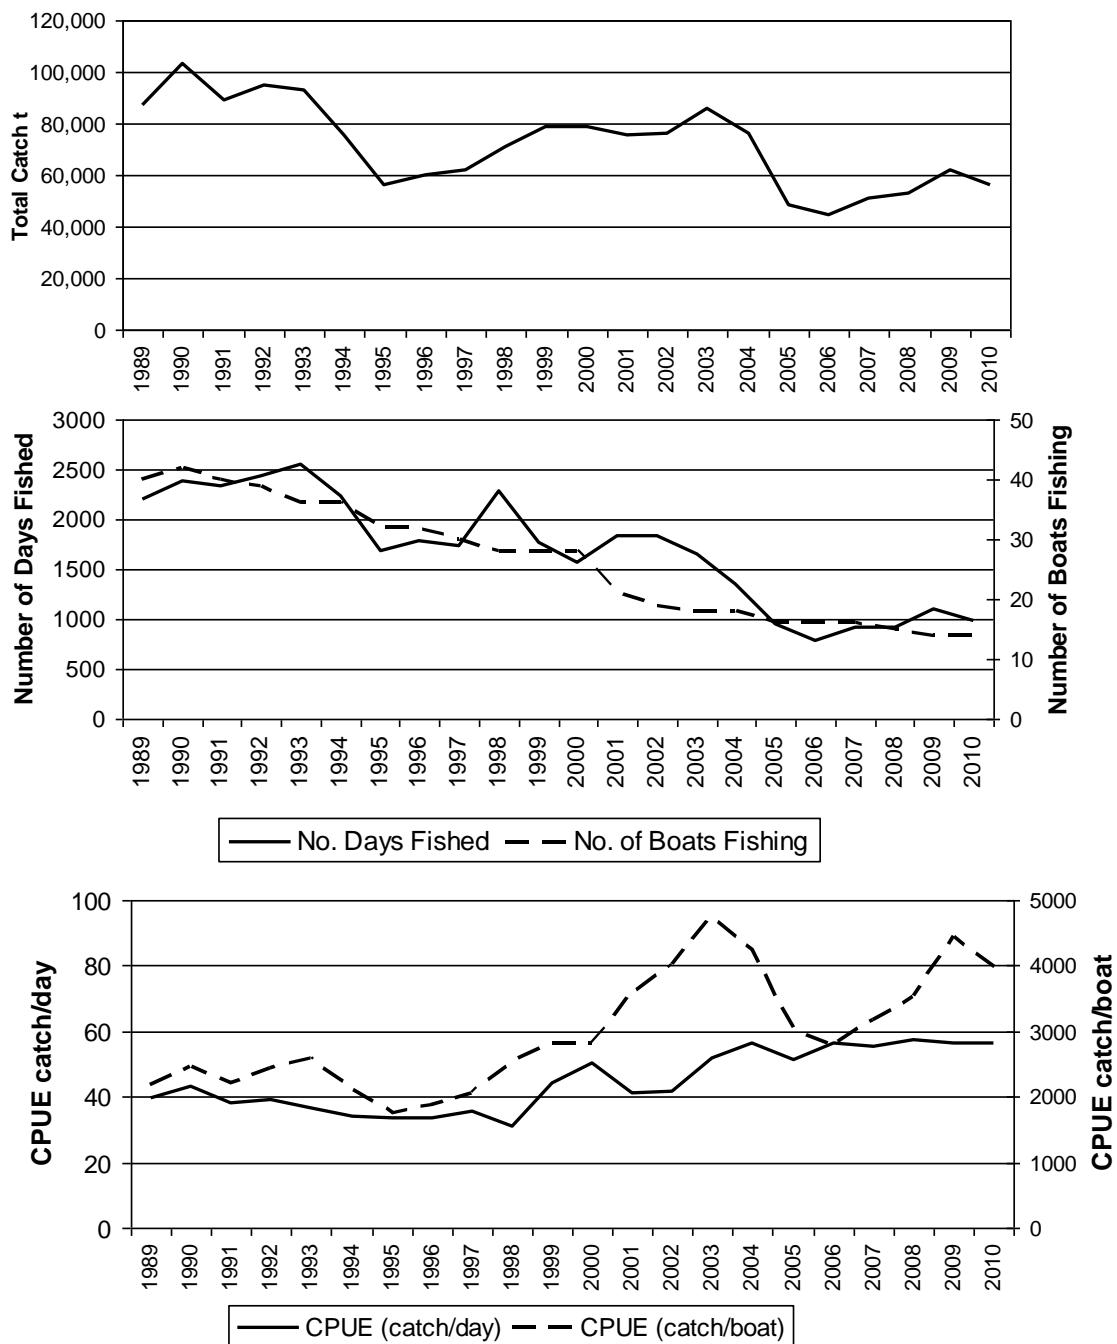 120,000
100,000
80,000
60,000
40,000
20,000
0
Total Catch t
1989 1990 1991 1992 1993 1994 1995 1996 1997 1998 1999 2000 2001 2002 2003 2004 2005 2006 2007 2008 2009 2010
3000 50
2500 40
2000 30
1500 20
1000 10
500 0
0
Number of Days Fished
Number of Boats Fishing
1989 1990 1991 1992 1993 1994 1995 1996 1997 1998 1999 2000 2001 2002 2003 2004 2005 2006 2007 2008 2009 2010
No. Days Fished No. of Boats Fishing
100 5000
80 4000
60 3000
40 2000
20 1000
0 0
CPUE catch/day
CPUE catch/boat
1989 1990 1991 1992 1993 1994 1995 1996 1997 1998 1999 2000 2001 2002 2003 2004 2005 2006 2007 2008 2009 2010
CPUE (catch/day) CPUE (catch/boat)